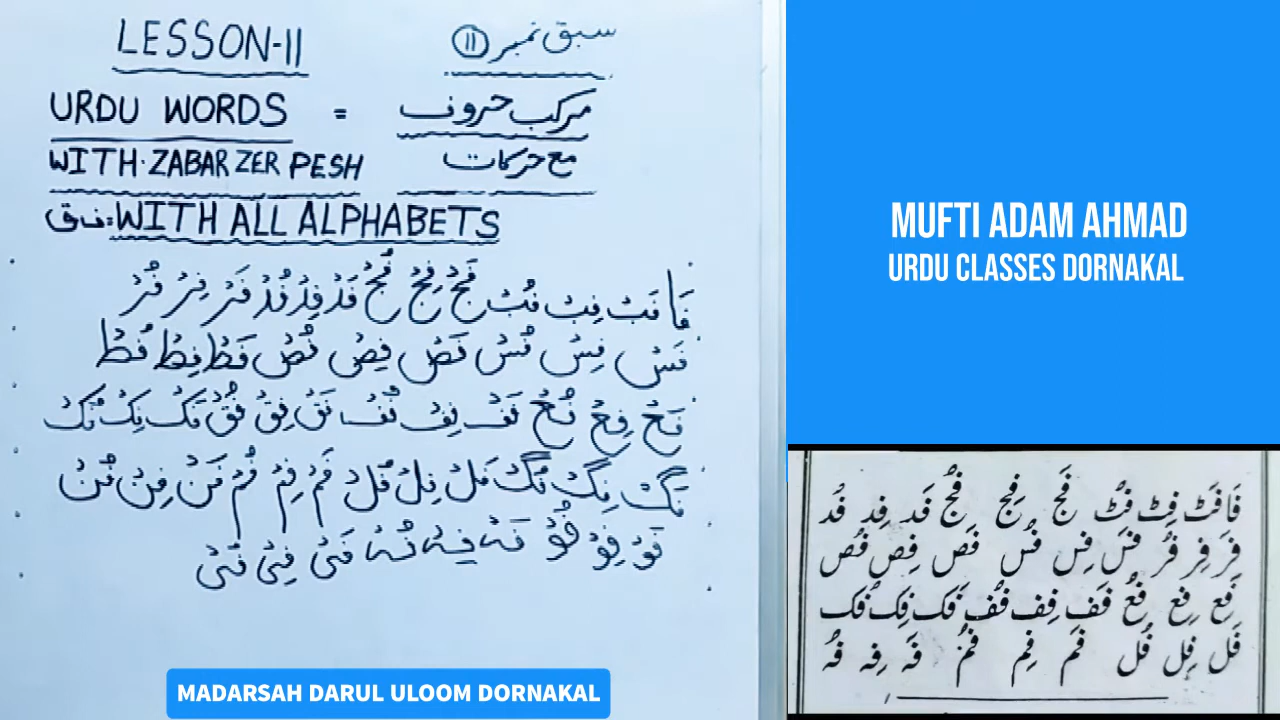 LESSON-11 سبق نمبر ۱۱
URDU WORDS = مرکب حروف
WITH ZABAR ZER PESH مع حرکات
WITH ALL ALPHABETS = ف ق
فَا فَبْ فِبْ فُبْ فَجْ فِجْ فُجْ فَدْ فِدْ فُدْ فَرْ فِرْ فُرْ
فَسْ فِسْ فُسْ فَصْ فِصْ فُصْ فَطْ فِطْ فُطْ
فَعْ فِعْ فُعْ فَفْ فِفْ فُفْ فَقْ فِقْ فُقْ فَکْ فِکْ فُکْ
فَگْ فِگْ فُگْ فَلْ فِلْ فُلْ فَمْ فِمْ فُمْ فَنْ فِنْ فُنْ
فَوْ فِوْ فُوْ فَہْ فِہْ فُہْ فَیْ فِیْ فُیْ
MADARSAH DARUL ULOOM DORNAKAL
MUFTI ADAM AHMAD
URDU CLASSES DORNAKAL
فَا فَٹ فِٹ فُٹ فَج فِج فُج فَد فِد فُد
فَر فِر فُر فَس فِس فُس فَص فِص فُص
فَع فِع فُع فَف فِف فُف فَک فِک فُک
فَل فِل فُل فَم فِم فُم فَہ فِہ فُہ